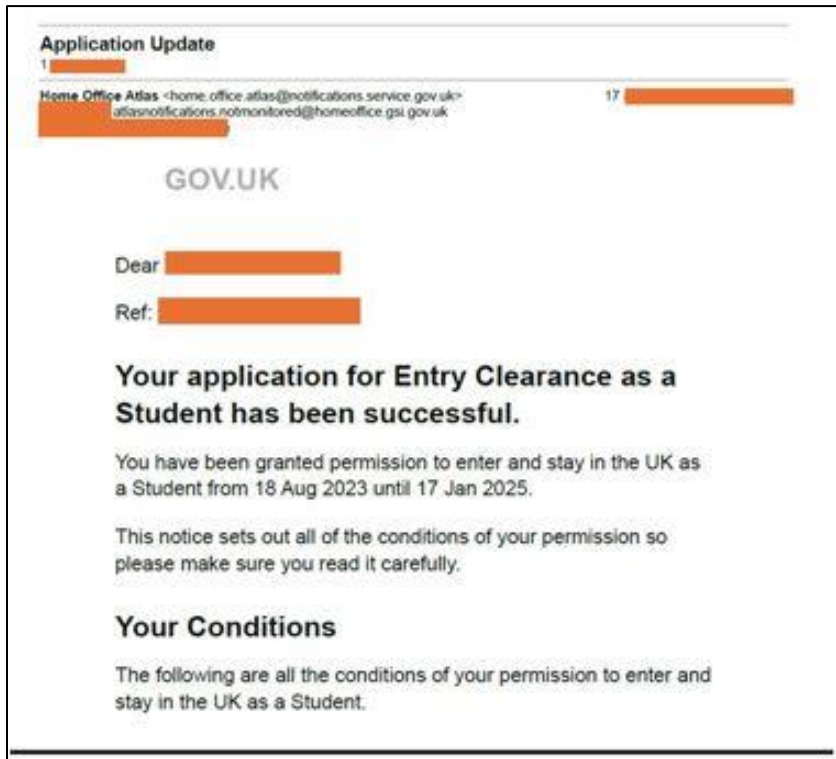 Application Update
1
Home Office Atlas <home.office.atlas@notifications.service.gov.uk> 17
atlasnotifications.notmonitored@homeoffice.gsi.gov.uk
GOV.UK
Dear
Ref:
Your application for Entry Clearance as a
Student has been successful.
You have been granted permission to enter and stay in the UK as
a Student from 18 Aug 2023 until 17 Jan 2025.
This notice sets out all of the conditions of your permission so
please make sure you read it carefully.
Your Conditions
The following are all the conditions of your permission to enter and
stay in the UK as a Student.